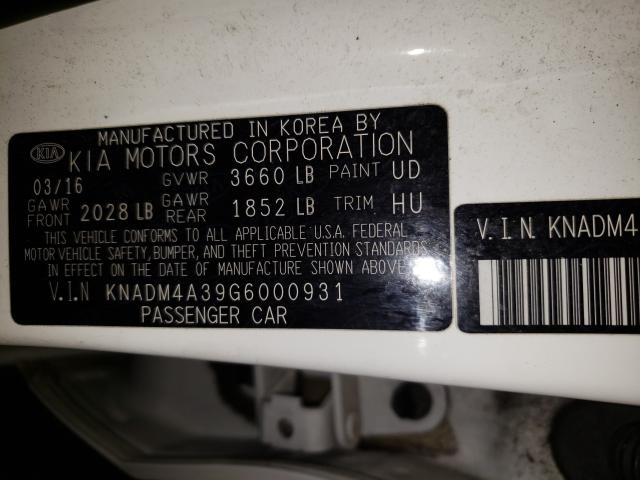 MANUFACTURED IN KOREA BY
KIA KIA MOTORS CORPORATION
03/16 GVWR 3660 LB PAINT UD
GAWR FRONT 2028 LB GAWR REAR 1852 LB TRIM HU
THIS VEHICLE CONFORMS TO ALL APPLICABLE U.S.A. FEDERAL
MOTOR VEHICLE SAFETY, BUMPER, AND THEFT PREVENTION STANDARDS
IN EFFECT ON THE DATE OF MANUFACTURE SHOWN ABOVE.
V.I.N KNADM4A39G6000931
PASSENGER CAR
V.I.N. KNADM4